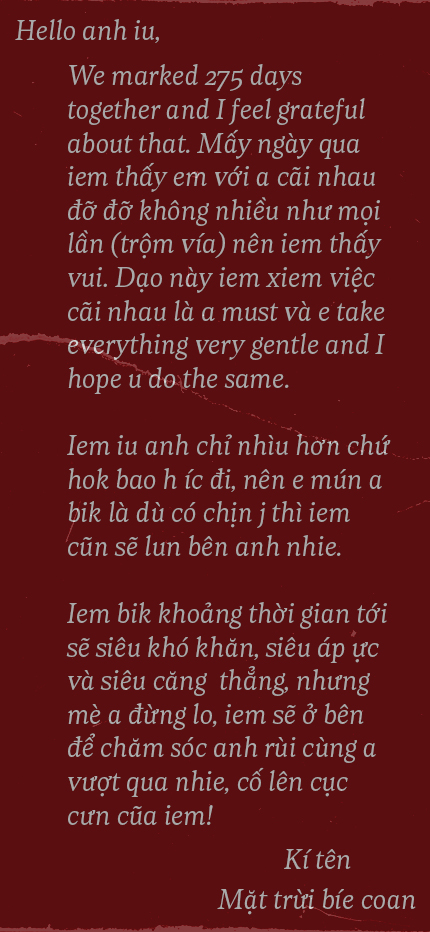 Hello anh iu,
We marked 275 days
together and I feel grateful
about that. Mấy ngày qua
iem thấy em với a cãi nhau
đỡ đỡ không nhiều như mọi
lần (trộm vía) nên iem thấy
vui. Dạo này iem xiem việc
cãi nhau là a must và e take
everything very gentle and I
hope u do the same.
Iem iu anh chỉ nhìu hơn chứ
hok bao h íc đi, nên e mún a
bik là dù có chịn j thì iem
cũn sẽ lun bên anh nhie.
Iem bik khoảng thời gian tới
sẽ siêu khó khăn, siêu áp ực
và siêu căng  thẳng, nhưng
mè a đừng lo, iem sẽ ở bên
để chăm sóc anh rùi cùng a
vượt qua nhie, cố lên cục
cưn cũa iem!
Kí tên
Mặt trừi bíe coan